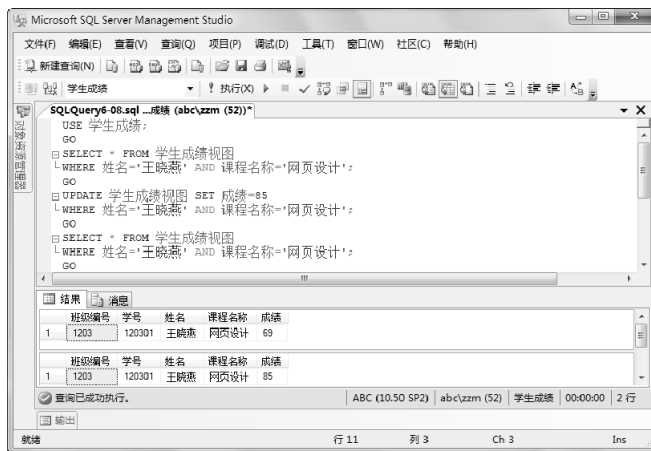 Microsoft SQL Server Management Studio
文件(F) 编辑(E) 查看(V) 查询(Q) 项目(P) 调试(D) 工具(T) 窗口(W) 社区(C) 帮助(H)
新建查询(N)
学生成绩 执行(X)
对象资源管理器
SQLQuery6-08.sql ...成绩 (abc\zzm (52))*
USE 学生成绩;
GO
SELECT * FROM 学生成绩视图
WHERE 姓名='王晓燕' AND 课程名称='网页设计';
GO
UPDATE 学生成绩视图 SET 成绩=85
WHERE 姓名='王晓燕' AND 课程名称='网页设计';
GO
SELECT * FROM 学生成绩视图
WHERE 姓名='王晓燕' AND 课程名称='网页设计';
GO
结果 消息
班级编号 学号 姓名 课程名称 成绩
1 1203 120301 王晓燕 网页设计 69
班级编号 学号 姓名 课程名称 成绩
1 1203 120301 王晓燕 网页设计 85
查询已成功执行。 ABC (10.50 SP2) abc\zzm (52) 学生成绩 00:00:00 2 行
输出
就绪 行 11 列 3 Ch 3 Ins